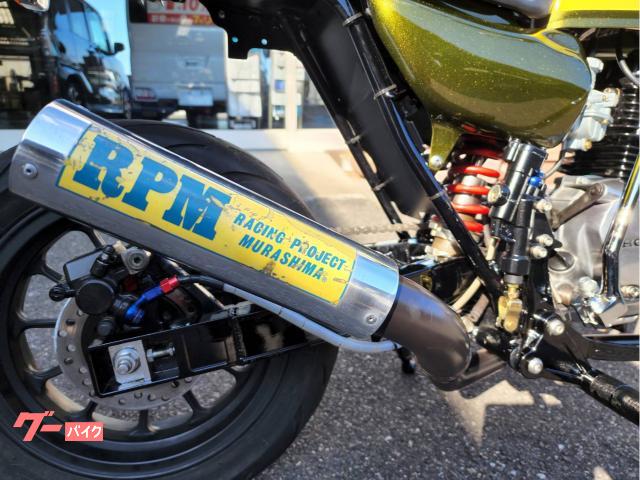 RPM
RACING PROJECT
MURASHIMA
グーバイク